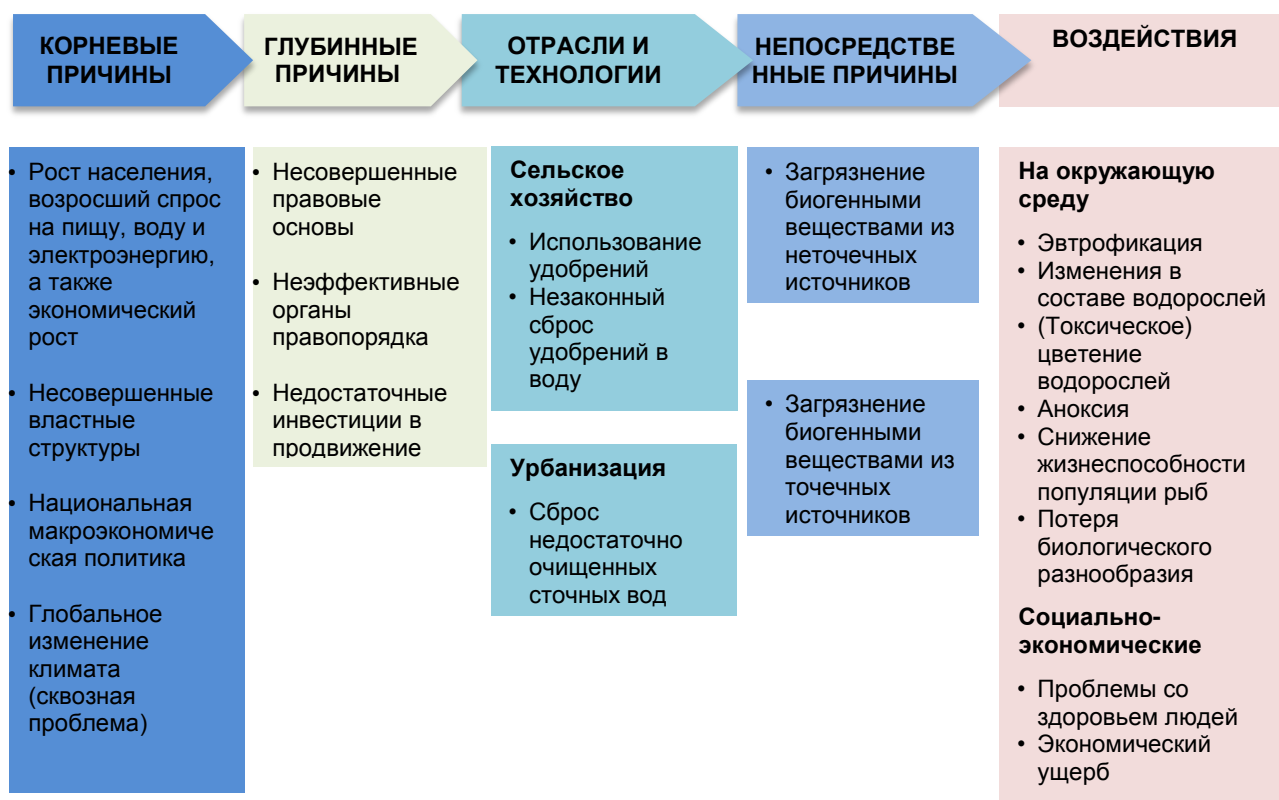 КОРНЕВЫЕ
ПРИЧИНЫ
ГЛУБИННЫЕ
ПРИЧИНЫ
ОТРАСЛИ И
ТЕХНОЛОГИИ
НЕПОСРЕДСТВЕ
ННЫЕ ПРИЧИНЫ
ВОЗДЕЙСТВИЯ
• Рост населения,
возросший спрос
на пищу, воду и
электроэнергию,
а также
экономический
рост
• Несовершенные
властные
структуры
• Национальная
макроэкономиче
ская политика
• Глобальное
изменение
климата
(сквозная
проблема)
• Несовершенные
правовые
основы
• Неэффективные
органы
правопорядка
• Недостаточные
инвестиции в
продвижение
Сельское
хозяйство
• Использование
удобрений
• Незаконный
сброс
удобрений в
воду
Урбанизация
• Сброс
недостаточно
очищенных
сточных вод
• Загрязнение
биогенными
веществами из
неточечных
источников
• Загрязнение
биогенными
веществами из
точечных
источников
На окружающую
среду
• Эвтрофикация
• Изменения в
составе водорослей
• (Токсическое)
цветение
водорослей
• Аноксия
• Снижение
жизнеспособности
популяции рыб
• Потеря
биологического
разнообразия
Социально-
экономические
• Проблемы со
здоровьем людей
• Экономический
ущерб